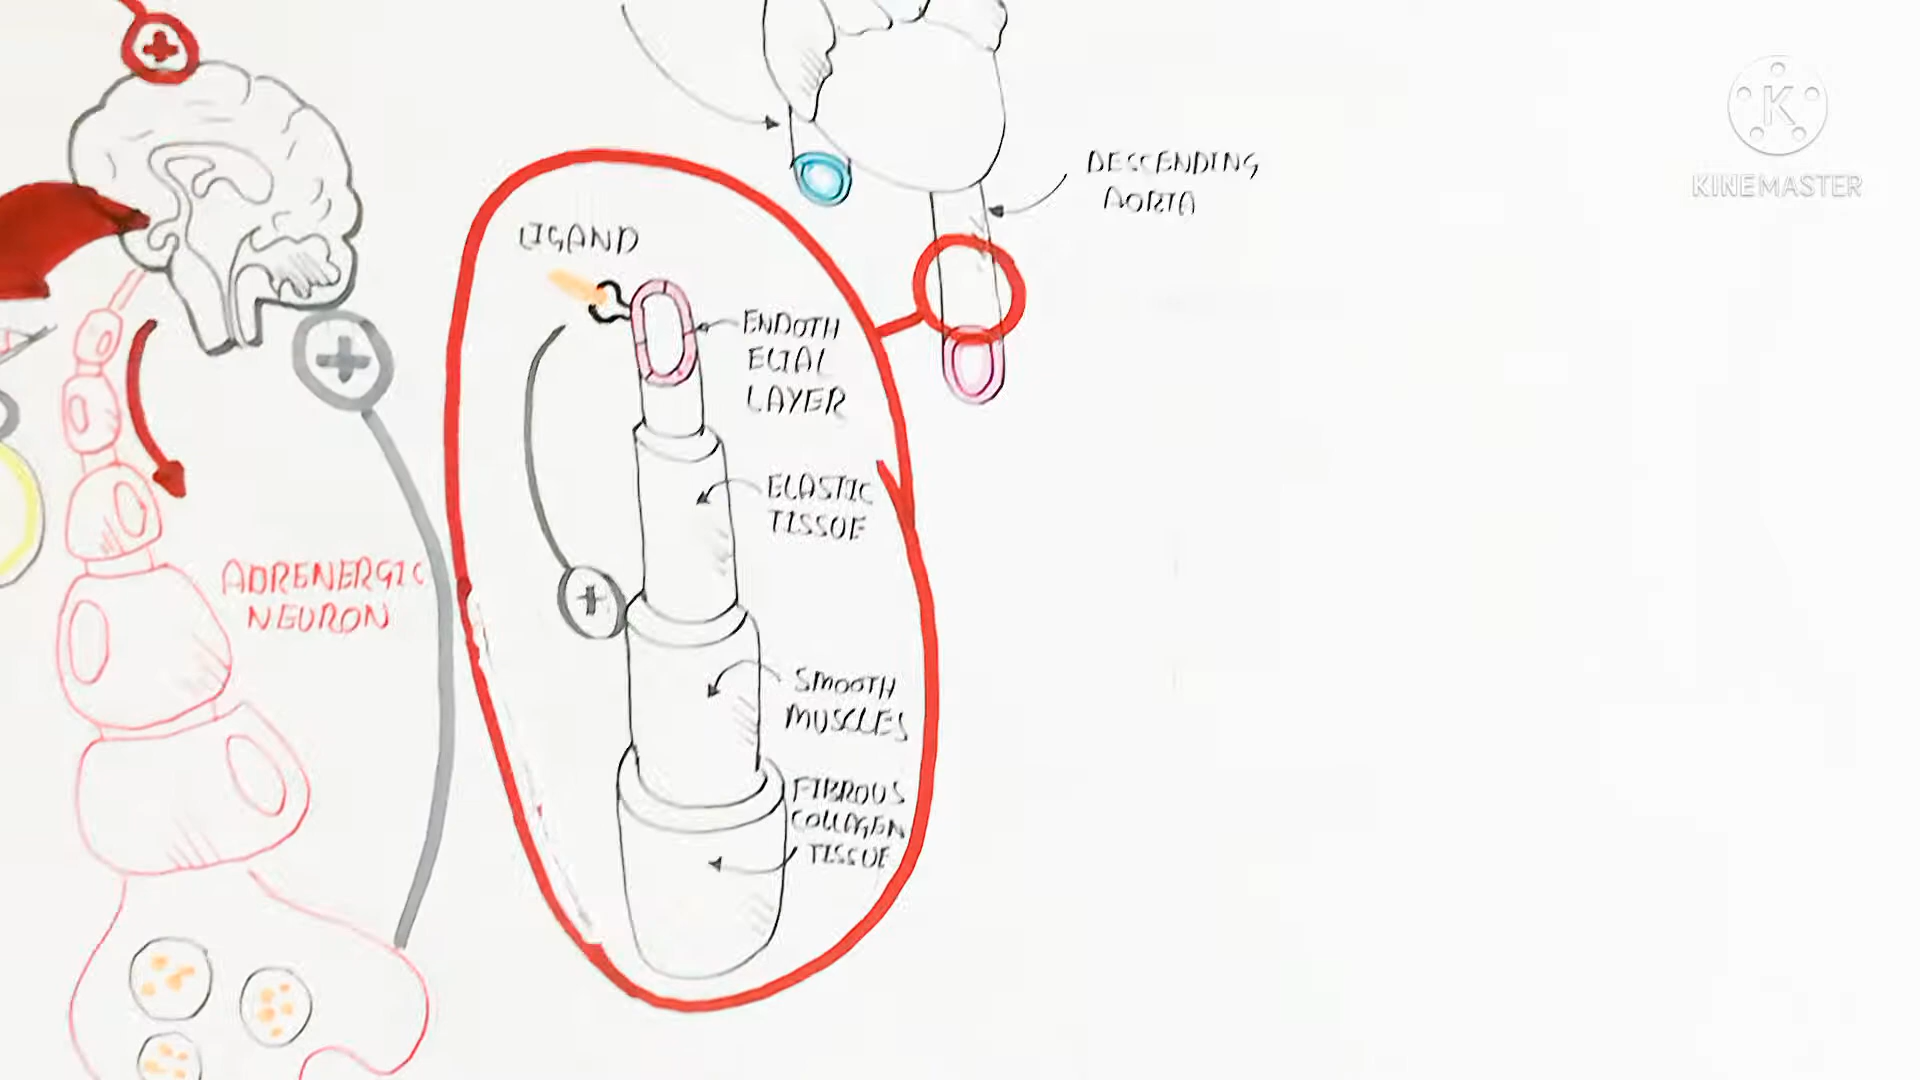 DESCENDING
AORTA
LIGAND
ENDOTH
ELIAL
LAYER
ELASTIC
TISSUE
ADRENERGIC
NEURON
SMOOTH
MUSCLES
FIBROUS
COLLAGEN
TISSUE
K
KINEMASTER